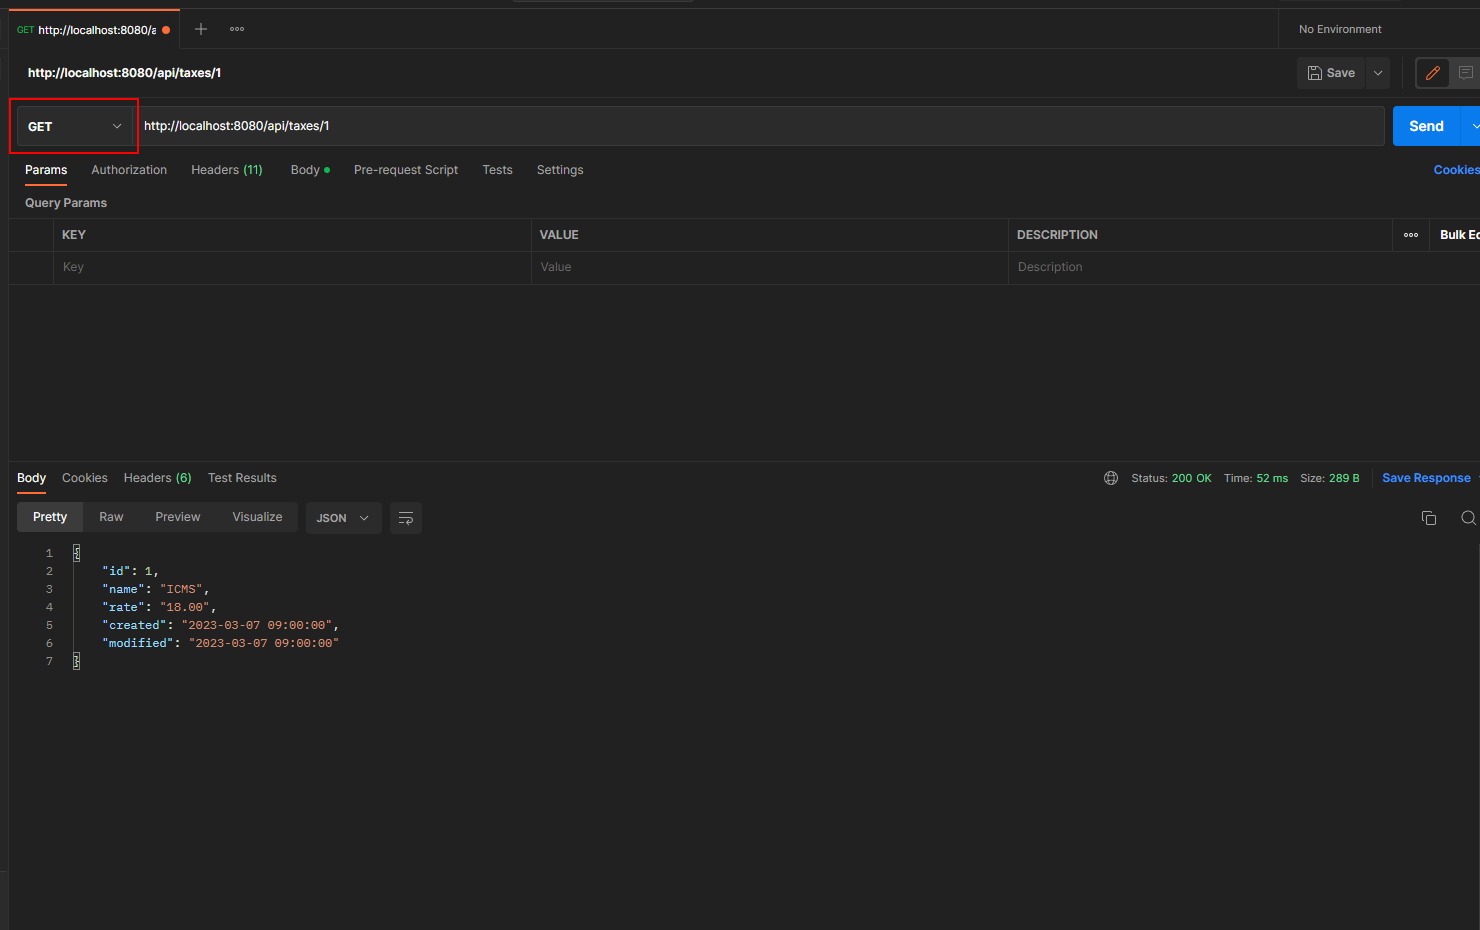 GET http://localhost:8080/a
No Environment
http://localhost:8080/api/taxes/1
Save
GET http://localhost:8080/api/taxes/1 Send
Params Authorization Headers (11) Body Pre-request Script Tests Settings Cookies
Query Params
KEY VALUE DESCRIPTION Bulk Ec
Key Value Description
Body Cookies Headers (6) Test Results Status: 200 OK Time: 52 ms Size: 289 B Save Response
Pretty Raw Preview Visualize JSON
1 {
2 "id": 1,
3 "name": "ICMS",
4 "rate": "18.00",
5 "created": "2023-03-07 09:00:00",
6 "modified": "2023-03-07 09:00:00"
7 }